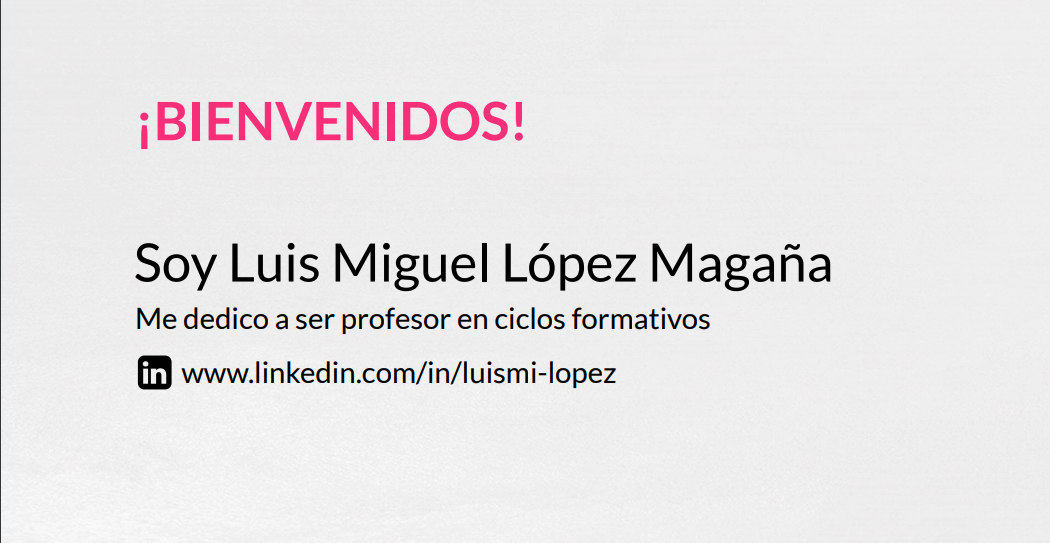 ¡BIENVENIDOS!
Soy Luis Miguel López Magaña
Me dedico a ser profesor en ciclos formativos
in www.linkedin.com/in/luismi-lopez